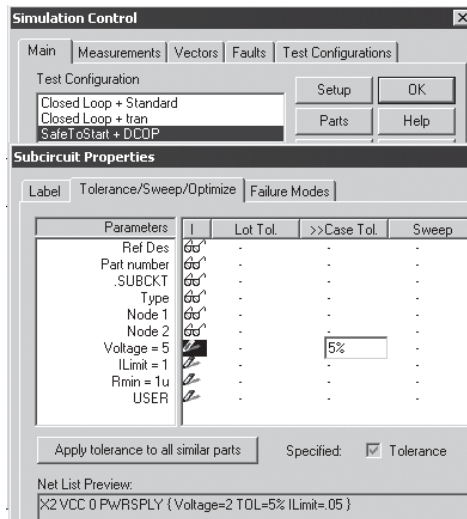 Simulation Control
Main Measurements Vectors Faults Test Configurations
Test Configuration
Closed Loop + Standard
Closed Loop + tran
SafeToStart + DCOP
Setup OK
Parts Help
Subcircuit Properties
Label Tolerance/Sweep/Optimize Failure Modes
Parameters I Lot Tol. >>Case Tol. Sweep
Ref Des - - -
Part number - - -
.SUBCKT - - -
Type - - -
Node 1 - - -
Node 2 - - -
Voltage = 5 - 5% -
ILimit = 1 - - -
Rmin = 1u - - -
USER - - -
Apply tolerance to all similar parts Specified: Tolerance
Net List Preview:
X2 VCC 0 PWRSPLY { Voltage=2 TOL=5% ILimit=.05 }